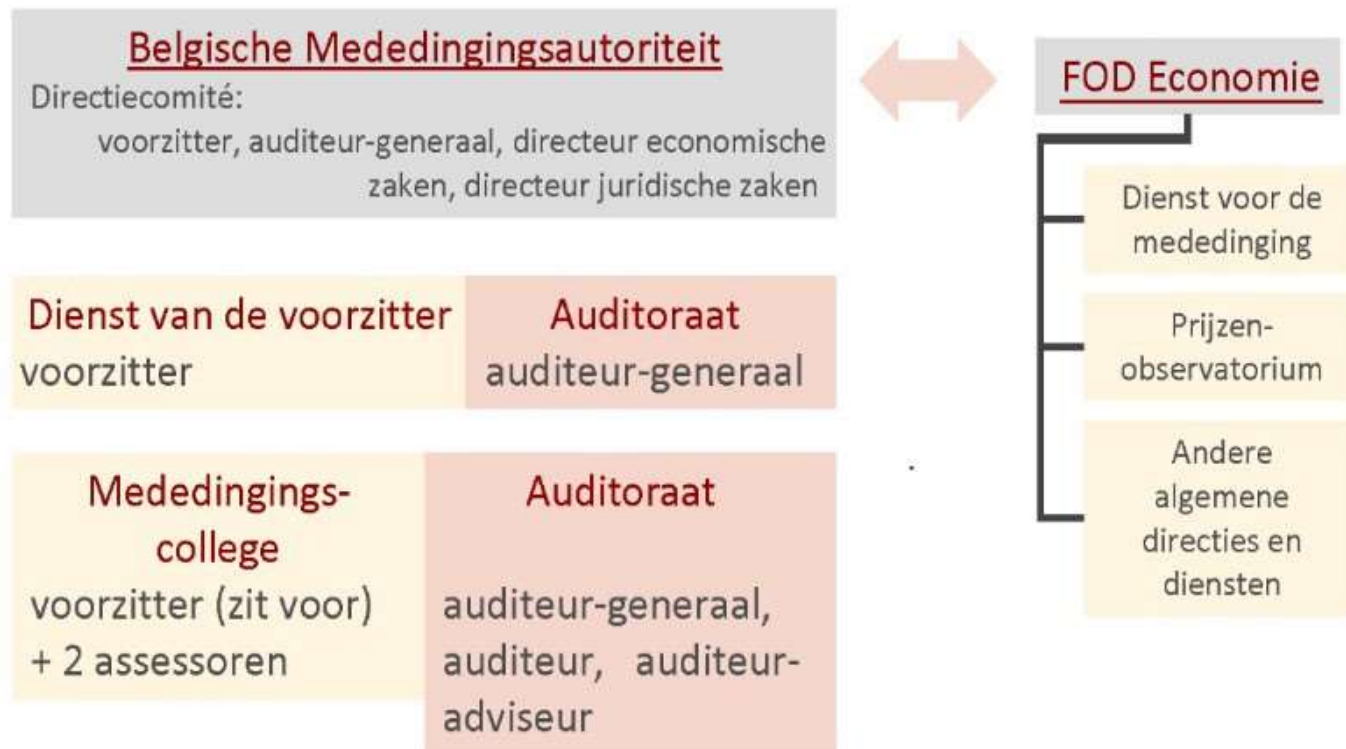 Belgische Mededingingsautoriteit
Directiecomité:
voorzitter, auditeur-generaal, directeur economische
zaken, directeur juridische zaken
FOD Economie
Dienst voor de
mededinging
Prijzen-
observatorium
Andere
algemene
directies en
diensten
Dienst van de voorzitter
voorzitter
Auditoraat
auditeur-generaal
Mededingings-
college
voorzitter (zit voor)
+ 2 assessoren
Auditoraat
auditeur-generaal,
auditeur, auditeur-
adviseur